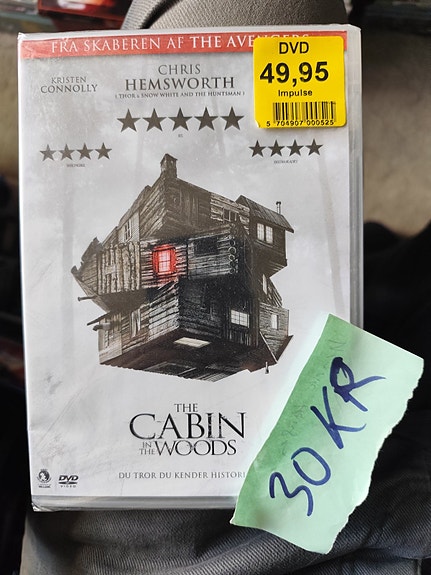 FRA SKABEREN AF THE AVENGERS
DVD
49,95
Impulse
5 704907 000525
KRISTEN
CONNOLLY
CHRIS
HEMSWORTH
( THOR & SNOW WHITE AND THE HUNTSMAN )
THE
CABIN
IN THE
WOODS
DU TROR DU KENDER HISTORI
DVD
VIDEO
30 KR